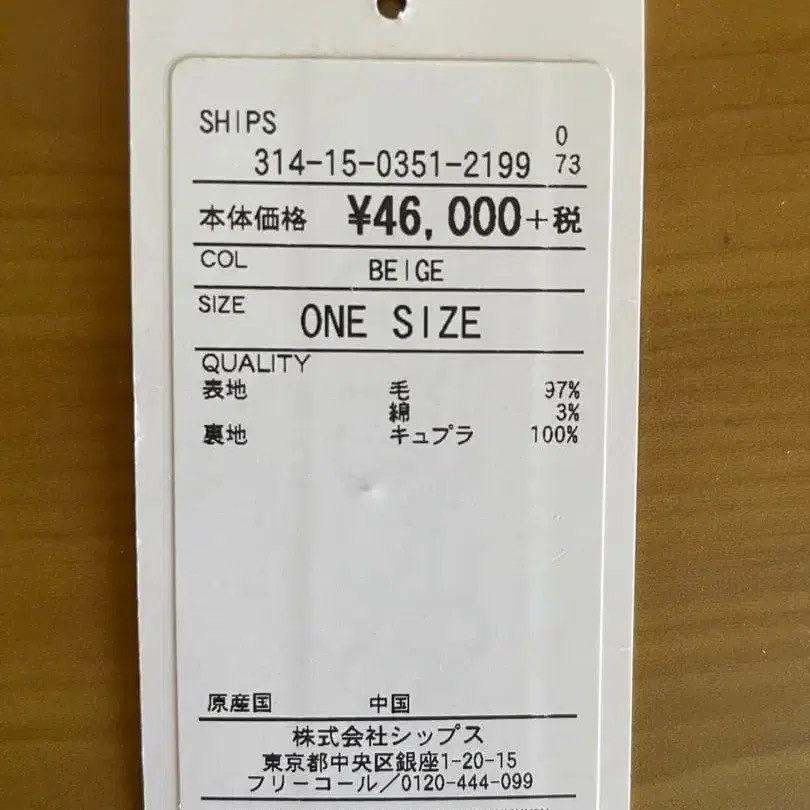 SHIPS
0
314-15-0351-2199 73
本体価格 ¥46,000+税
COL BEIGE
SIZE ONE SIZE
QUALITY
表地 毛 97%
綿 3%
裏地 キュプラ 100%
原産国 中国
株式会社シップス
東京都中央区銀座1-20-15
フリーコール/0120-444-099